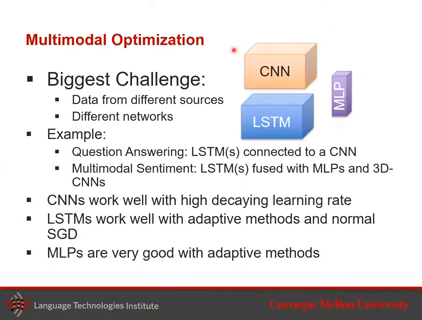 Multimodal Optimization
Biggest Challenge:
Data from different sources
Different networks
Example:
Question Answering: LSTM(s) connected to a CNN
Multimodal Sentiment: LSTM(s) fused with MLPs and 3D-
CNNs
CNNs work well with high decaying learning rate
LSTMs work well with adaptive methods and normal
SGD
MLPs are very good with adaptive methods
CNN
LSTM
MLP
Language Technologies Institute
Carnegie Mellon University